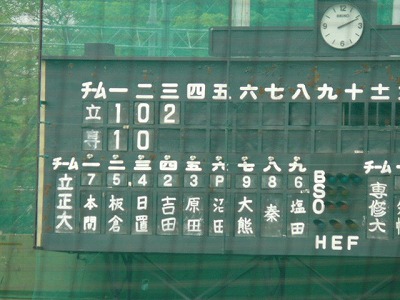 SEIKO
チーム 一 二 三 四 五 六 七 八 九 十 士
立 1 0 2
専 1 0
チーム 一 二 三 四 五 六 七 八 九
立正大 7 5 4 2 3 P 9 8 6
本間 板倉 日置 吉田 原田 沼田 大熊 秦 塩田
B
S
O
H E F
チーム 一
専修大